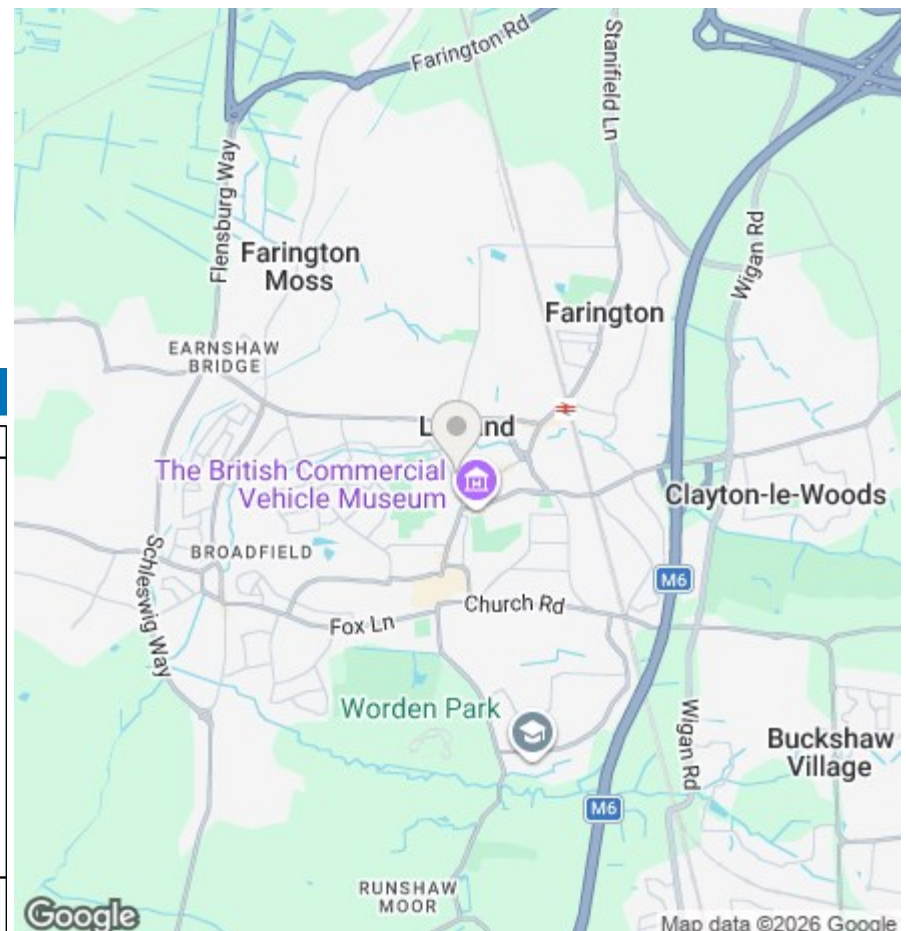 Farington Rd
Stanifield Ln
Flensburg Way
Wigan Rd
Farington
Moss
Farington
EARNSHAW
BRIDGE
The British Commercial
Vehicle Museum
Clayton-le-Woods
BROADFIELD
Schleswig Way
M6
Church Rd
Fox Ln
Worden Park
Wigan Rd
Buckshaw
Village
M6
RUNSHAW
MOOR
Google
Map data ©2026 Google